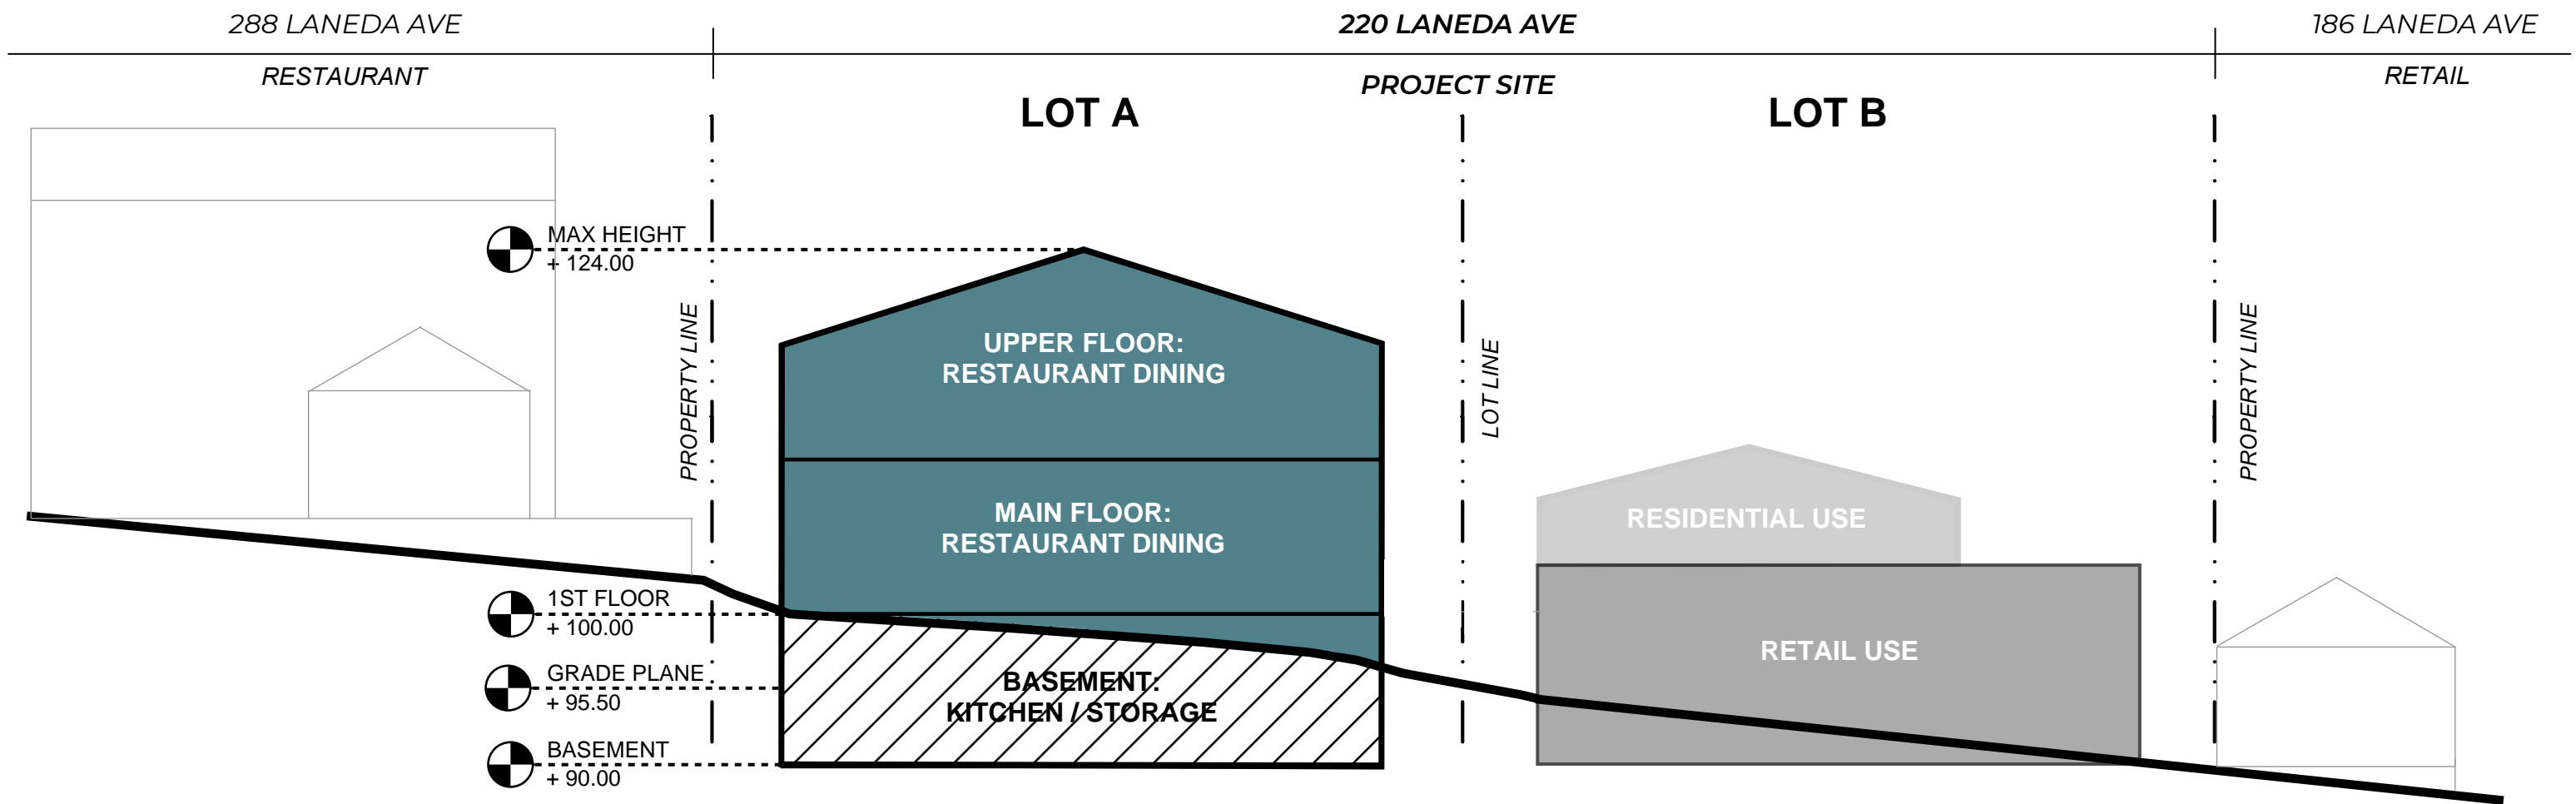 288 LANEDA AVE
220 LANEDA AVE
186 LANEDA AVE
RESTAURANT
PROJECT SITE
RETAIL
LOT A
LOT B
MAX HEIGHT
+ 124.00
PROPERTY LINE
UPPER FLOOR:
RESTAURANT DINING
LOT LINE
PROPERTY LINE
MAIN FLOOR:
RESTAURANT DINING
RESIDENTIAL USE
1ST FLOOR
+ 100.00
RETAIL USE
GRADE PLANE
+ 95.50
BASEMENT:
KITCHEN / STORAGE
BASEMENT
+ 90.00